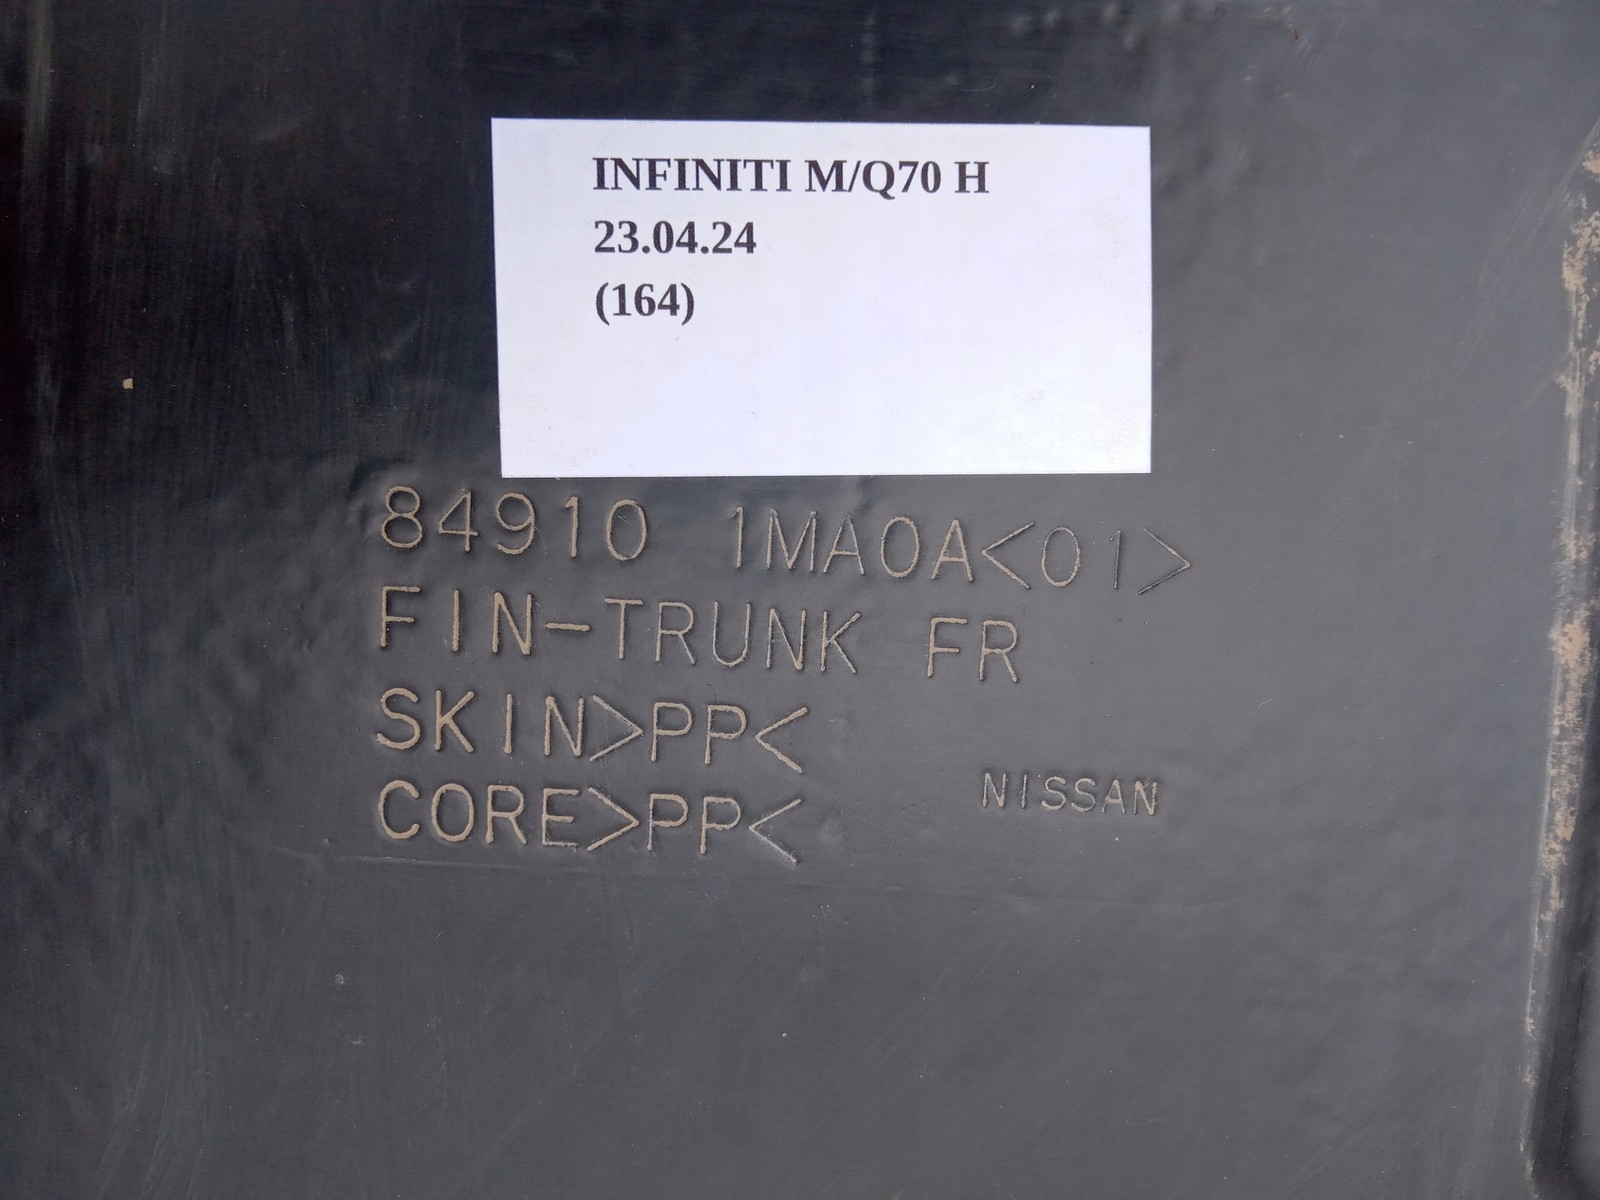 INFINITI M/Q70 H
23.04.24
(164)
84910 1MA0A<01>
FIN-TRUNK FR
SKIN>PP<
CORE>PP<
NISSAN